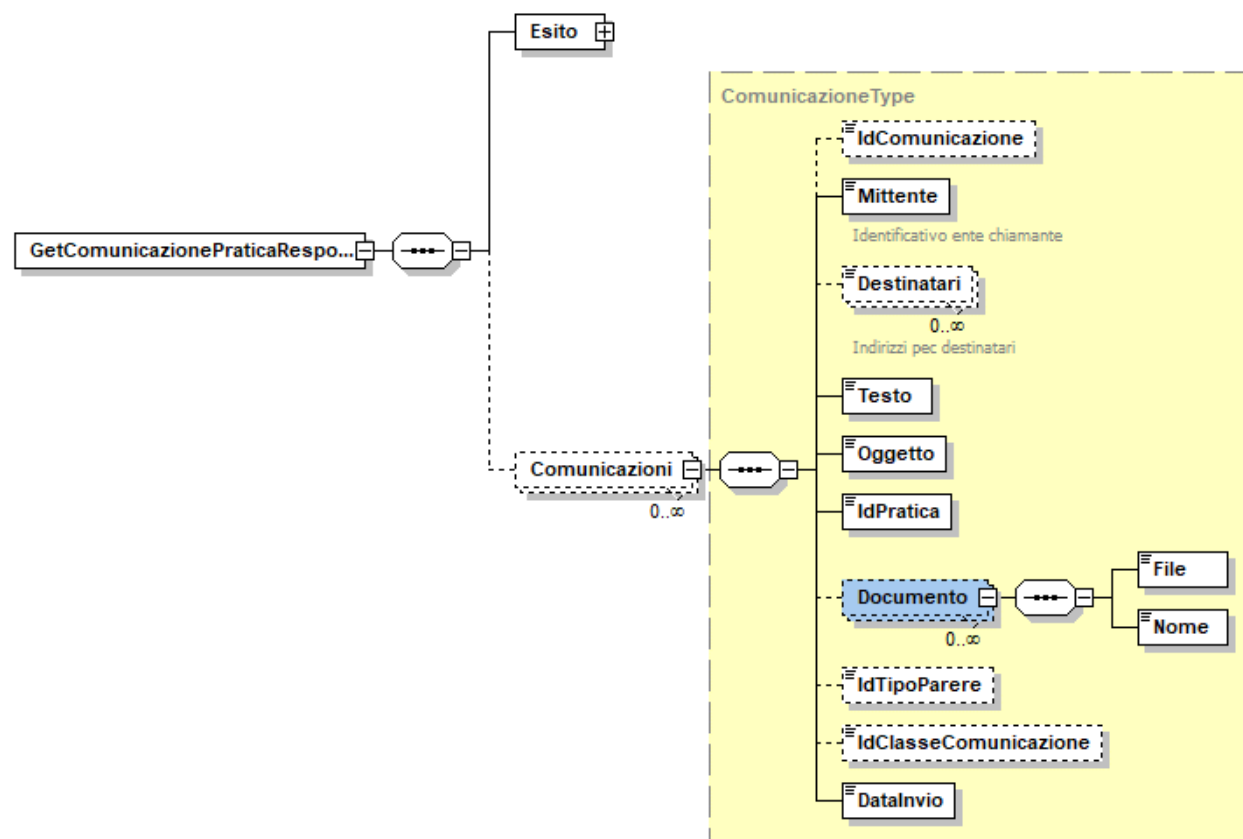 Esito
ComunicazioneType
IdComunicazione
Mittente
Identificativo ente chiamante
GetComunicazionePraticaRespo...
Destinatari
0..∞
Indirizzi pec destinatari
Testo
Oggetto
Comunicazioni
0..∞
IdPratica
File
Documento
0..∞
Nome
IdTipoParere
IdClasseComunicazione
DataInvio